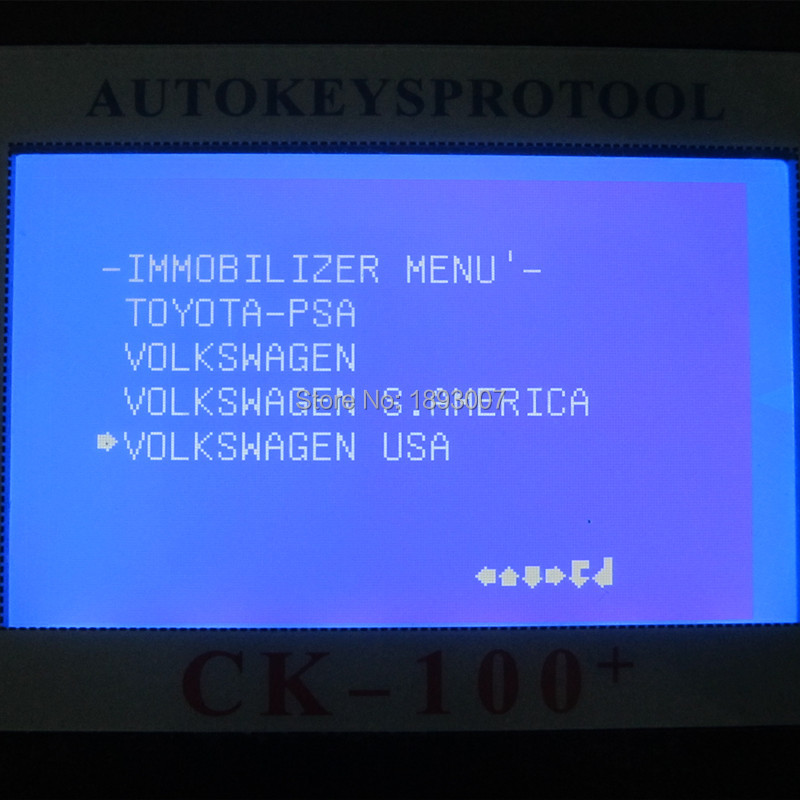 AUTOKEYSPROTOOL
-IMMOBILIZER MENU'-
TOYOTA-PSA
VOLKSWAGEN
VOLKSWAGEN S.AMERICA
Store No: 1893007
VOLKSWAGEN USA
CK-100+